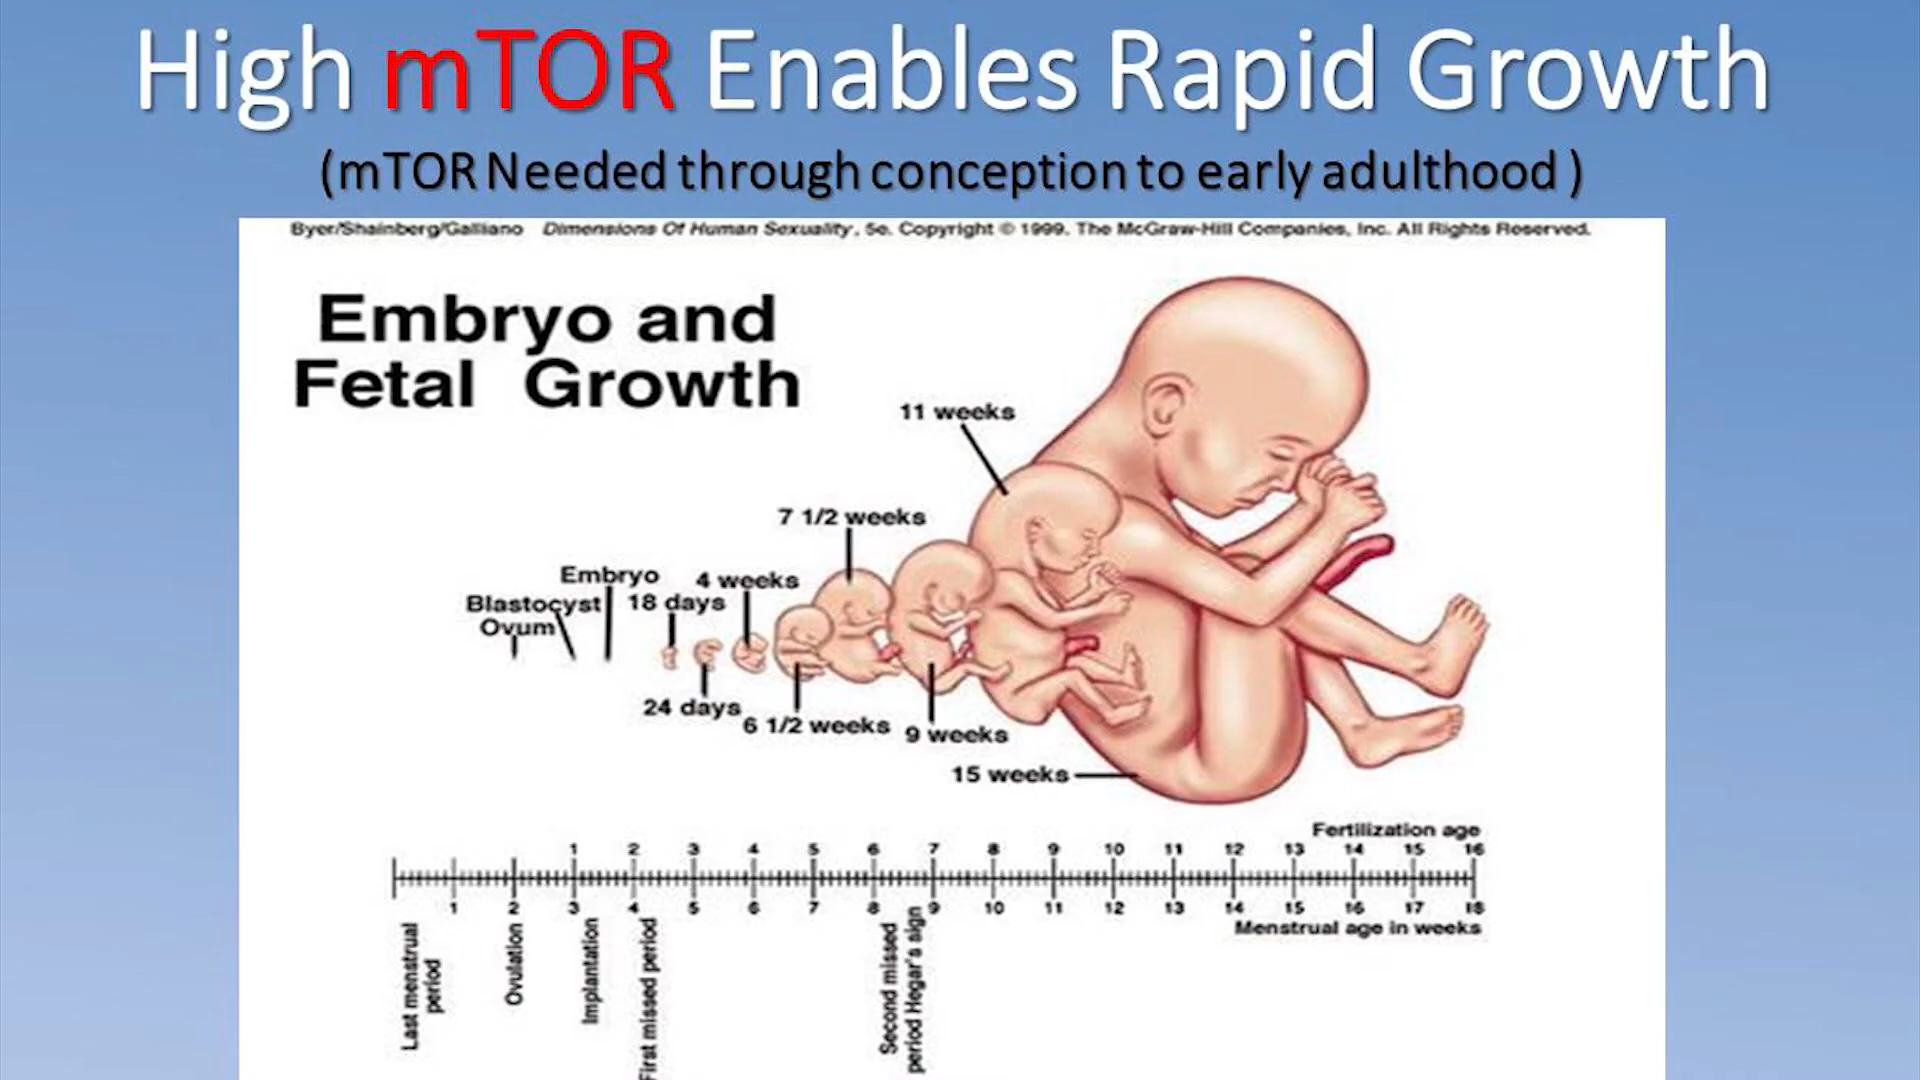 High mTOR Enables Rapid Growth
(mTOR Needed through conception to early adulthood )
Byer/Shainberg/Galliano Dimensions Of Human Sexuality, 5e. Copyright © 1999. The McGraw-Hill Companies, Inc. All Rights Reserved.
Embryo and
Fetal Growth
11 weeks
7 1/2 weeks
Embryo
4 weeks
Blastocyst
18 days
Ovum
24 days
6 1/2 weeks
9 weeks
15 weeks
Fertilization age
1 2 3 4 5 6 7 8 9 10 11 12 13 14 15 16
1 2 3 4 5 6 7 8 9 10 11 12 13 14 15 16 17 18
Menstrual age in weeks
Last menstrual
period
Ovulation
Implantation
First missed period
Second missed
period Hegar's sign